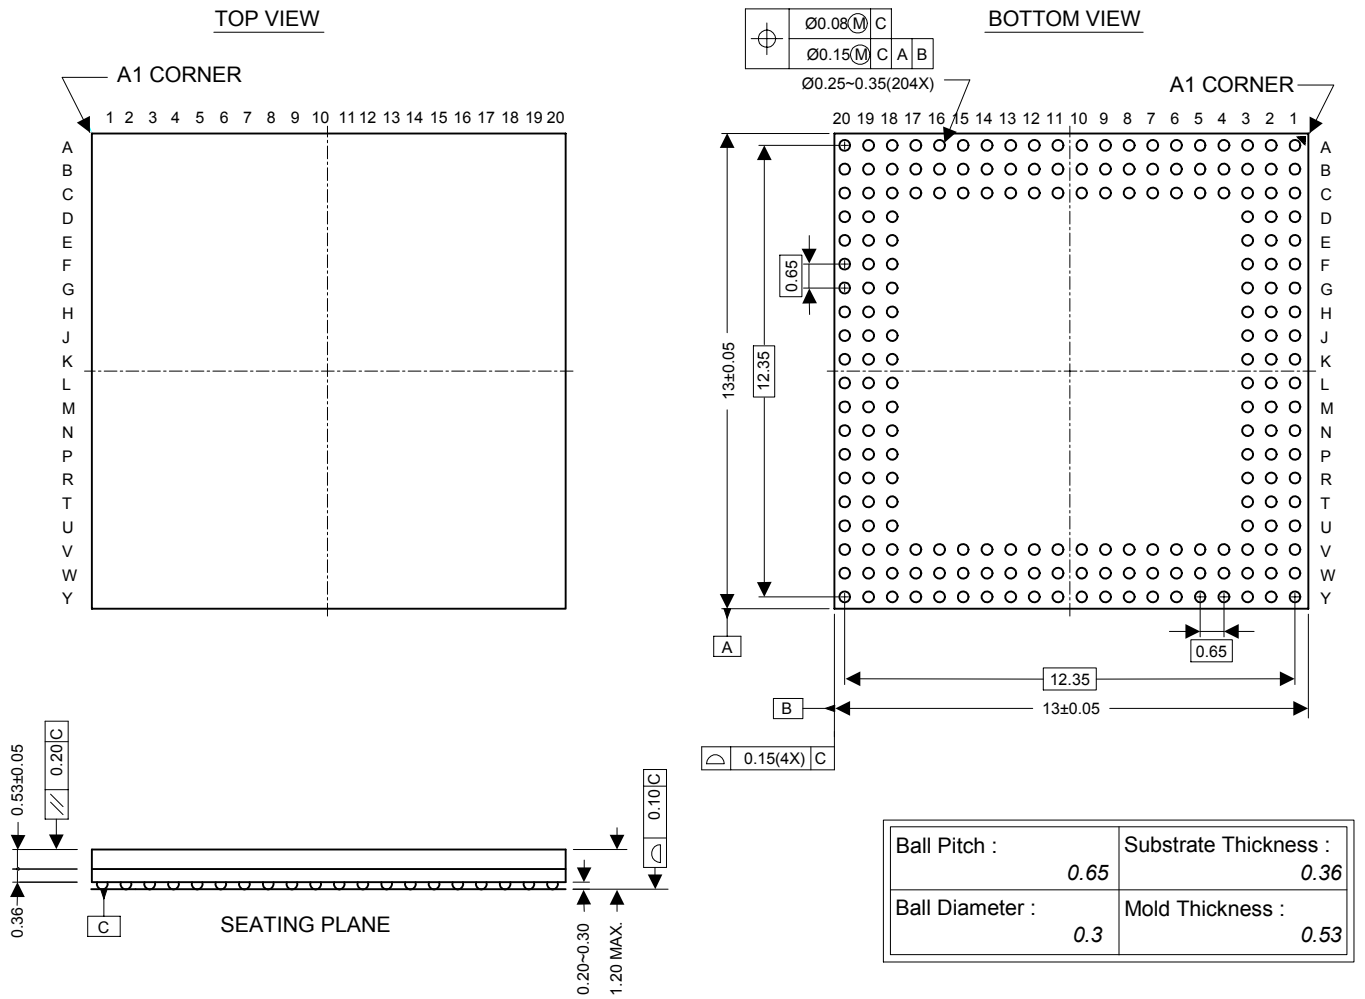 TOP VIEW
A1 CORNER
1 2 3 4 5 6 7 8 9 10 11 12 13 14 15 16 17 18 19 20
A
B
C
D
E
F
G
H
J
K
L
M
N
P
R
T
U
V
W
Y
BOTTOM VIEW
Ø0.08 M C
Ø0.15 M C A B
Ø0.25~0.35(204X)
A1 CORNER
20 19 18 17 16 15 14 13 12 11 10 9 8 7 6 5 4 3 2 1
A
B
C
D
E
F
G
H
J
K
L
M
N
P
R
T
U
V
W
Y
0.65
13±0.05
12.35
A
0.65
12.35
B
13±0.05
0.15(4X) C
0.53±0.05
0.20 C
0.36
C
SEATING PLANE
0.20~0.30
1.20 MAX.
0.10 C
Ball Pitch :
0.65
Substrate Thickness :
0.36
Ball Diameter :
0.3
Mold Thickness :
0.53